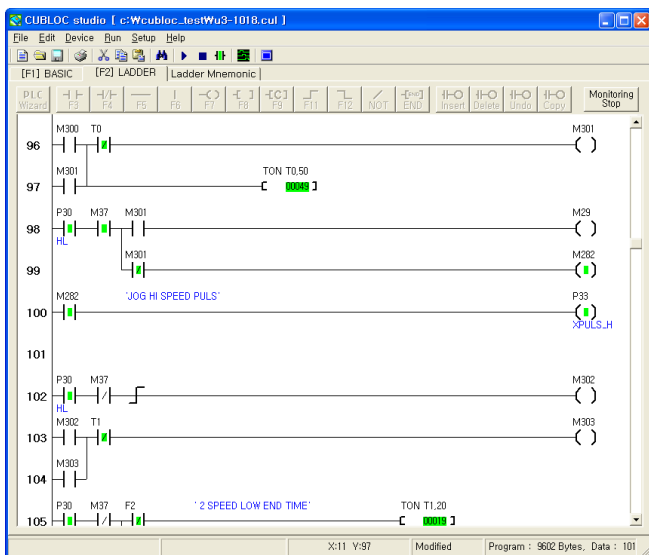 CUBLOC studio [ c:₩cubloc_test₩u3-1018.cul ]
File Edit Device Run Setup Help
[F1] BASIC [F2] LADDER Ladder Mnemonic
PLC Wizard F3 F4 F5 F6 F7 F8 [C] F9 F11 F12 NOT END Insert Delete Undo Copy Monitoring Stop
M300 T0 M301
96
M301 TON T0,50
97 00049
P30 M37 M301 M29
98
HL
M301 M282
99
M282 'JOG HI SPEED PULS' P33
100
XPULS_H
101
P30 M37 M302
102
HL
M302 T1 M303
103
M303
104
P30 M37 F2 ' 2 SPEED LOW END TIME' TON T1,20
105 00019
X:11 Y:97 Modified Program : 9602 Bytes, Data : 101